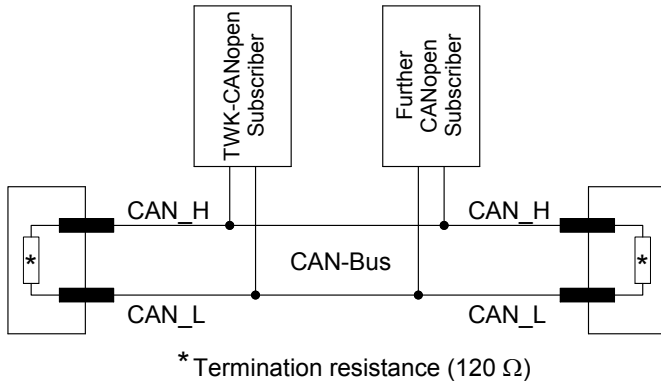 TWK-CANopen
Subscriber
Further
CANopen
Subscriber
CAN_H
CAN_H
*
CAN-Bus
*
CAN_L
CAN_L
* Termination resistance (120 Ω)